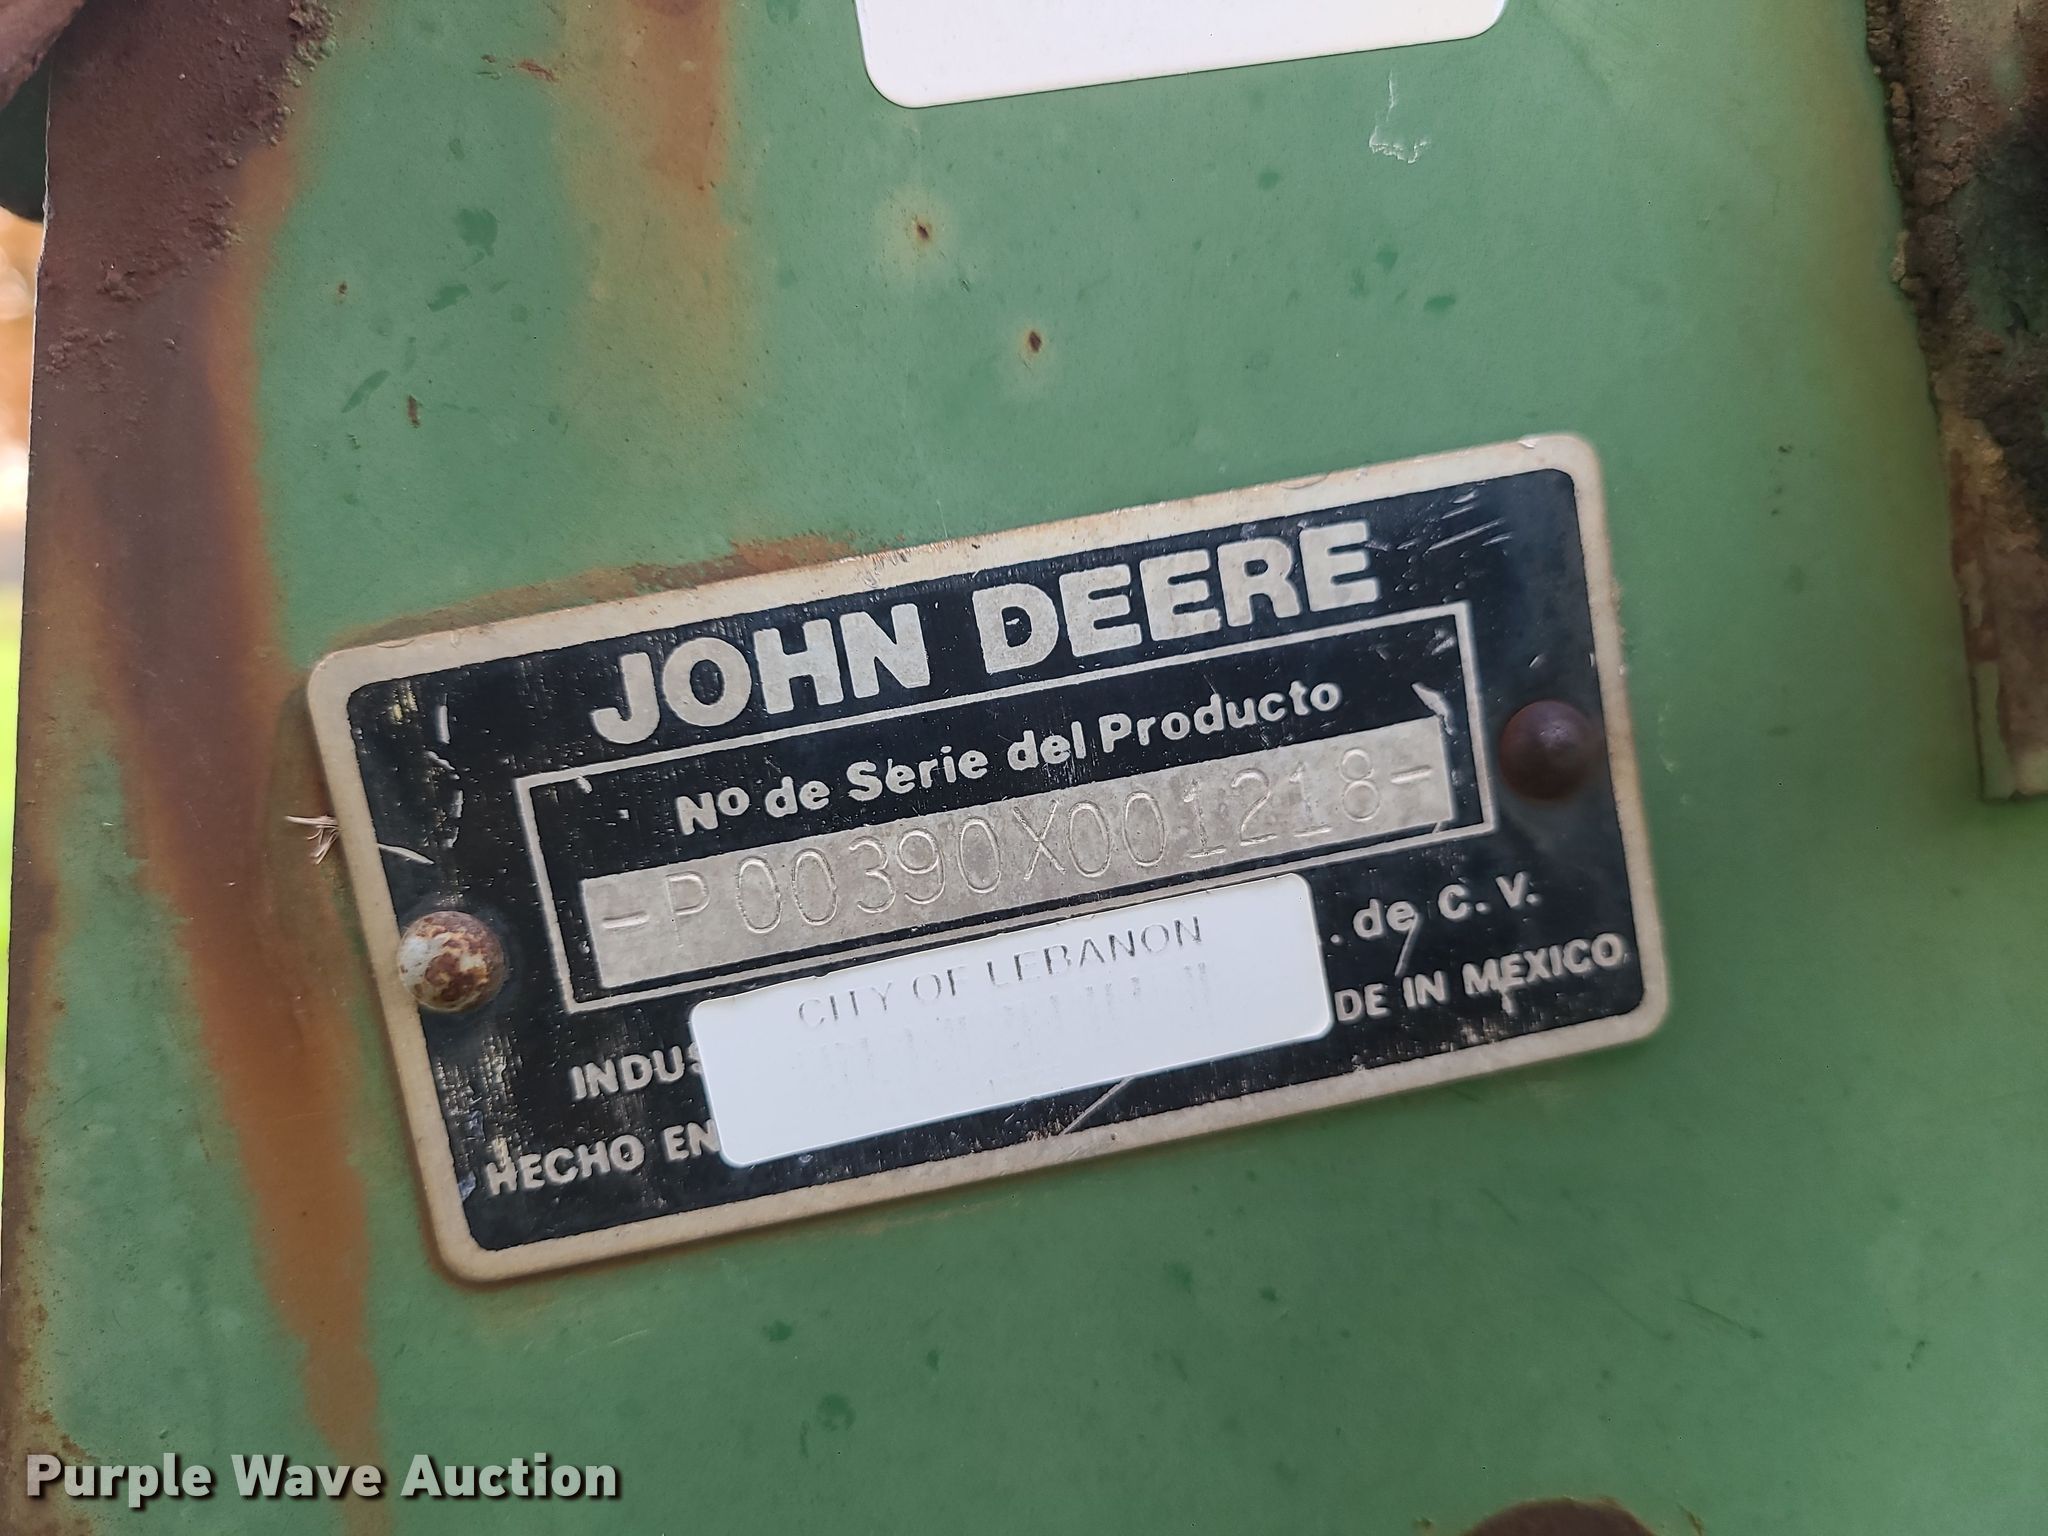 JOHN DEERE
Nº de Serie del Producto
-P00390X001218-
CITY OF LEBANON
. de C.V.
INDUS
DE IN MEXICO
HECHO EN
Purple Wave Auction